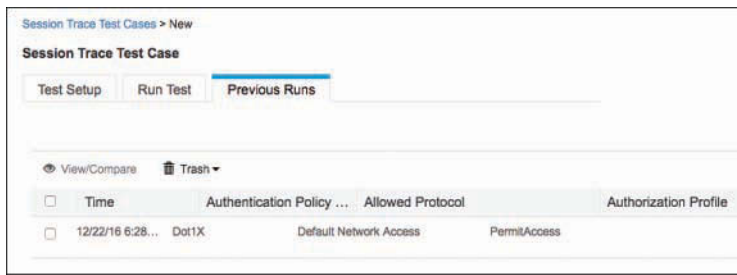 Session Trace Test Cases > New
Session Trace Test Case
Test Setup Run Test Previous Runs
View/Compare Trash
Time Authentication Policy ... Allowed Protocol Authorization Profile
12/22/16 6:28... Dot1X Default Network Access PermitAccess